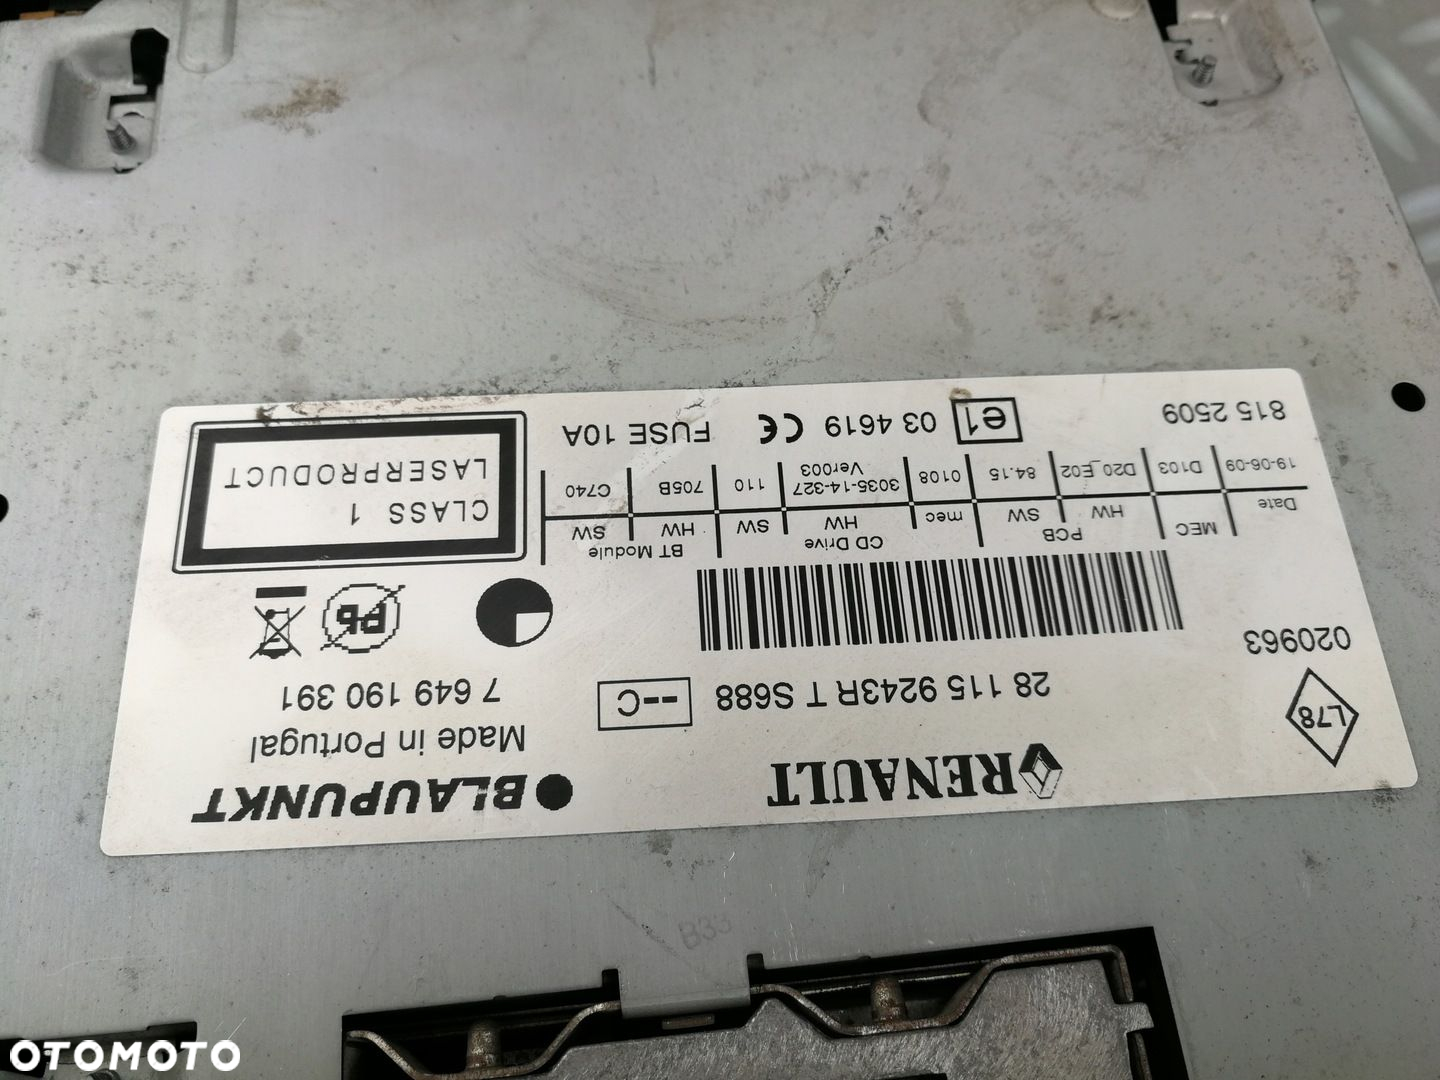 RENAULT
BLAUPUNKT
Made in Portugal
L78
28 115 9243R T S688
--C
7 649 190 391
020963
Pb
Date MEC PCB CD Drive BT Module
HW SW mec HW SW HW SW
19-06-09 D103 D20_E02 84.15 0108 3035-14-327 110 705B C740
Ver003
CLASS 1
LASERPRODUCT
815 2509
e1 03 4619 CE FUSE 10A
B33
OTOMOTO